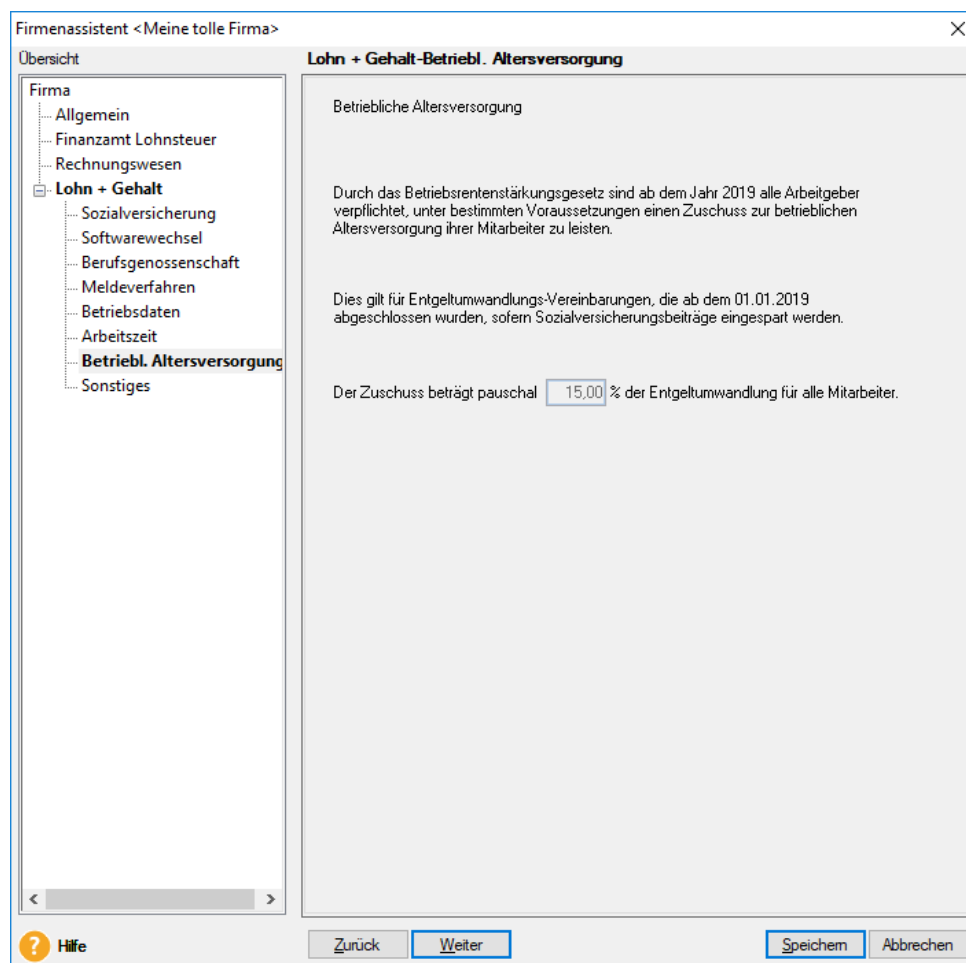 Firmenassistent <Meine tolle Firma>
Übersicht
Firma
Allgemein
Finanzamt Lohnsteuer
Rechnungswesen
Lohn + Gehalt
Sozialversicherung
Softwarewechsel
Berufsgenossenschaft
Meldeverfahren
Betriebsdaten
Arbeitszeit
Betriebl. Altersversorgung
Sonstiges
Lohn + Gehalt-Betriebl. Altersversorgung
Betriebliche Altersversorgung
Durch das Betriebsrentenstärkungsgesetz sind ab dem Jahr 2019 alle Arbeitgeber
verpflichtet, unter bestimmten Voraussetzungen einen Zuschuss zur betrieblichen
Altersversorgung ihrer Mitarbeiter zu leisten.
Dies gilt für Entgeltumwandlungs-Vereinbarungen, die ab dem 01.01.2019
abgeschlossen wurden, sofern Sozialversicherungsbeiträge eingespart werden.
Der Zuschuss beträgt pauschal 15,00 % der Entgeltumwandlung für alle Mitarbeiter.
? Hilfe
Zurück
Weiter
Speichern
Abbrechen